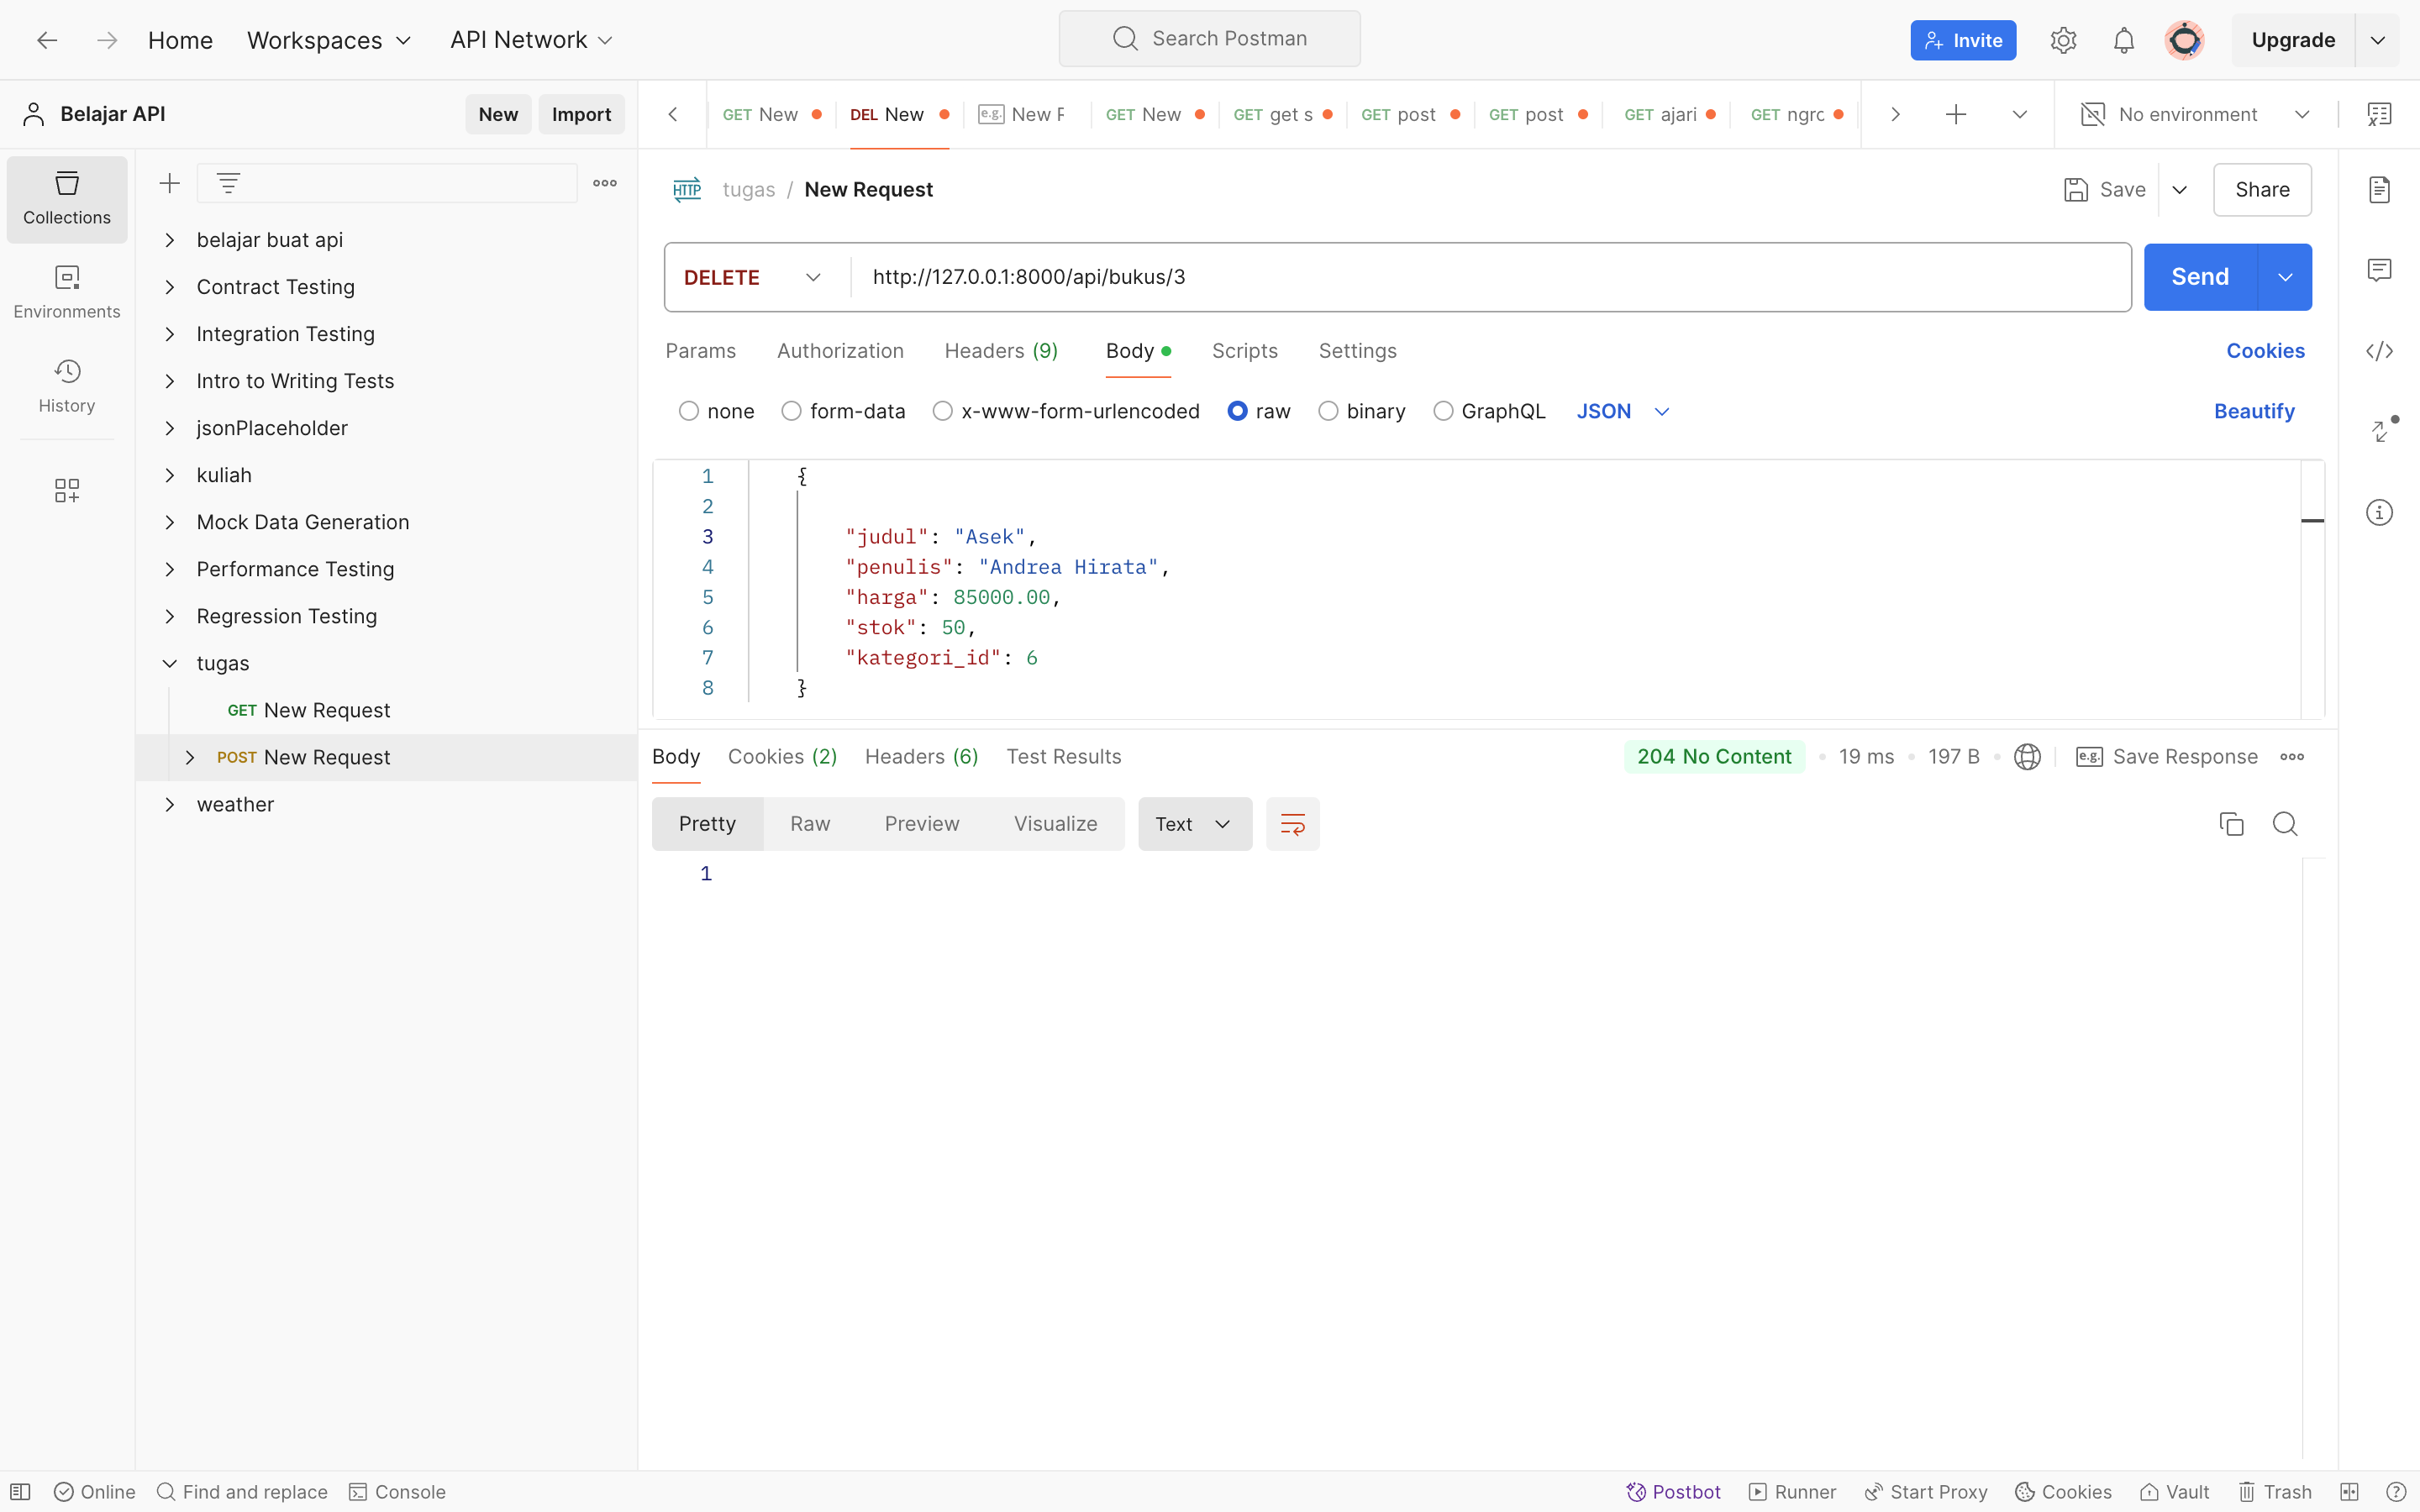 Home Workspaces API Network Search Postman Invite Upgrade
Belajar API New Import
GET New DEL New e.g. New F GET New GET get s GET post GET post GET ajari GET ngrc No environment
Collections
Environments
History
belajar buat api
Contract Testing
Integration Testing
Intro to Writing Tests
jsonPlaceholder
kuliah
Mock Data Generation
Performance Testing
Regression Testing
tugas
GET New Request
POST New Request
weather
HTTP tugas / New Request Save Share
DELETE http://127.0.0.1:8000/api/bukus/3 Send
Params Authorization Headers (9) Body Scripts Settings Cookies
none form-data x-www-form-urlencoded raw binary GraphQL JSON Beautify
1 {
2
3 "judul": "Asek",
4 "penulis": "Andrea Hirata",
5 "harga": 85000.00,
6 "stok": 50,
7 "kategori_id": 6
8 }
Body Cookies (2) Headers (6) Test Results 204 No Content 19 ms 197 B e.g. Save Response
Pretty Raw Preview Visualize Text
1
Online Find and replace Console Postbot Runner Start Proxy Cookies Vault Trash